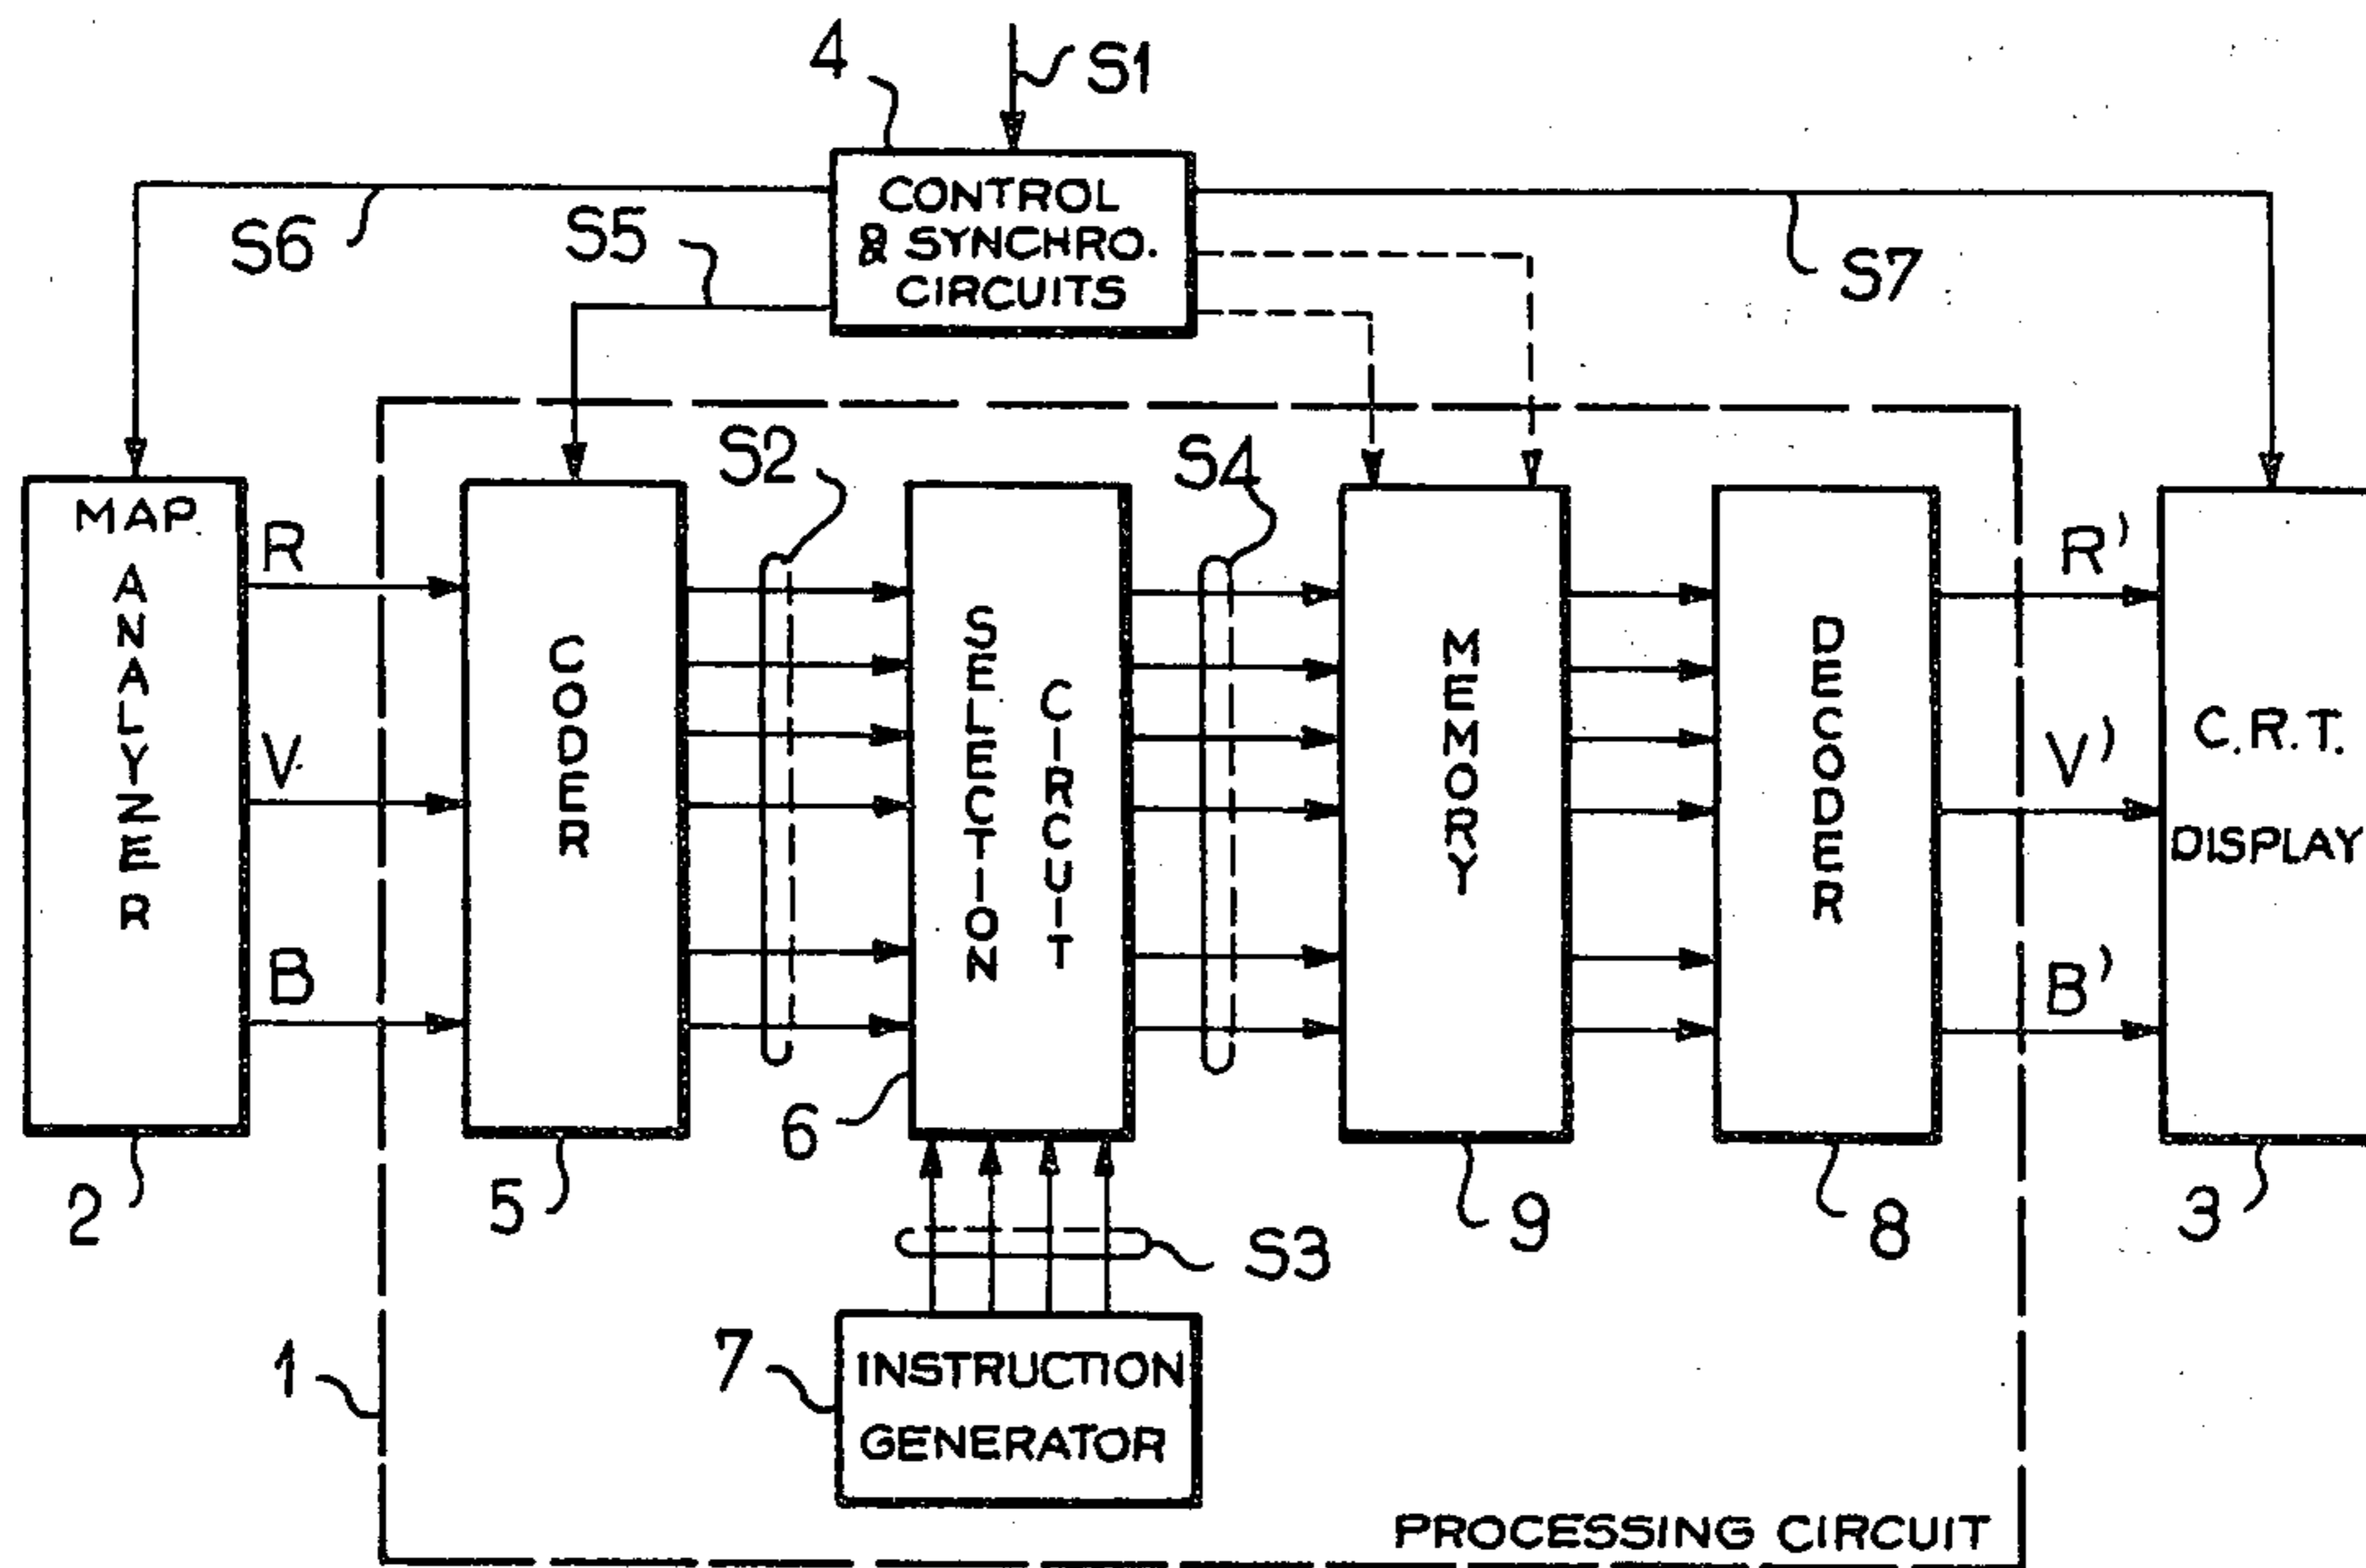 4
S1
CONTROL
& SYNCHRO.
CIRCUITS
S6
S5
S7
S2
S4
MAP
ANALYZER
R
V
B
CODER
SELECTION
CIRCUIT
MEMORY
DECODER
R'
V'
B'
C.R.T.
DISPLAY
2
5
6
9
8
3
S3
7
INSTRUCTION
GENERATOR
1
PROCESSING CIRCUIT